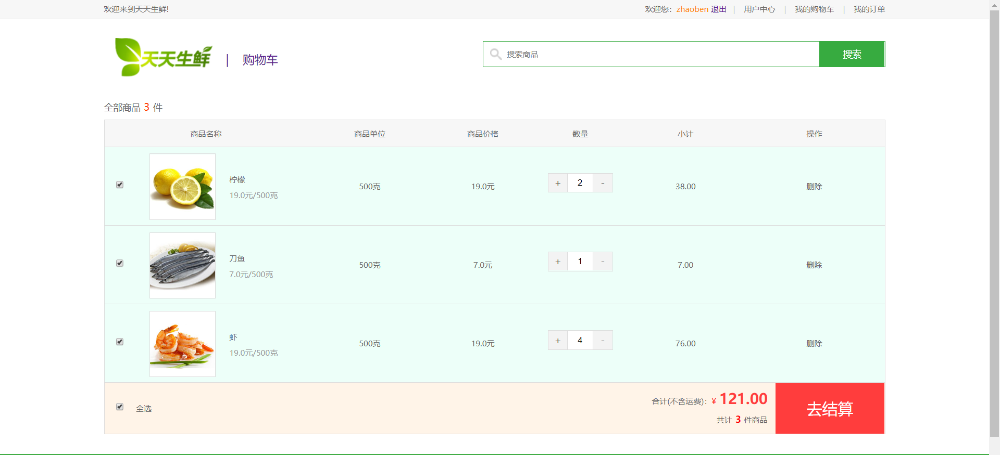 欢迎来到天天生鲜!
欢迎您：zhaoben 退出 | 用户中心 | 我的购物车 | 我的订单
天天生鲜 | 购物车
搜索商品 搜索
全部商品 3 件
商品名称 商品单位 商品价格 数量 小计 操作
柠檬
19.0元/500克
500克 19.0元 + 2 - 38.00 删除
刀鱼
7.0元/500克
500克 7.0元 + 1 - 7.00 删除
虾
19.0元/500克
500克 19.0元 + 4 - 76.00 删除
全选
合计(不含运费)：¥ 121.00
共计 3 件商品
去结算